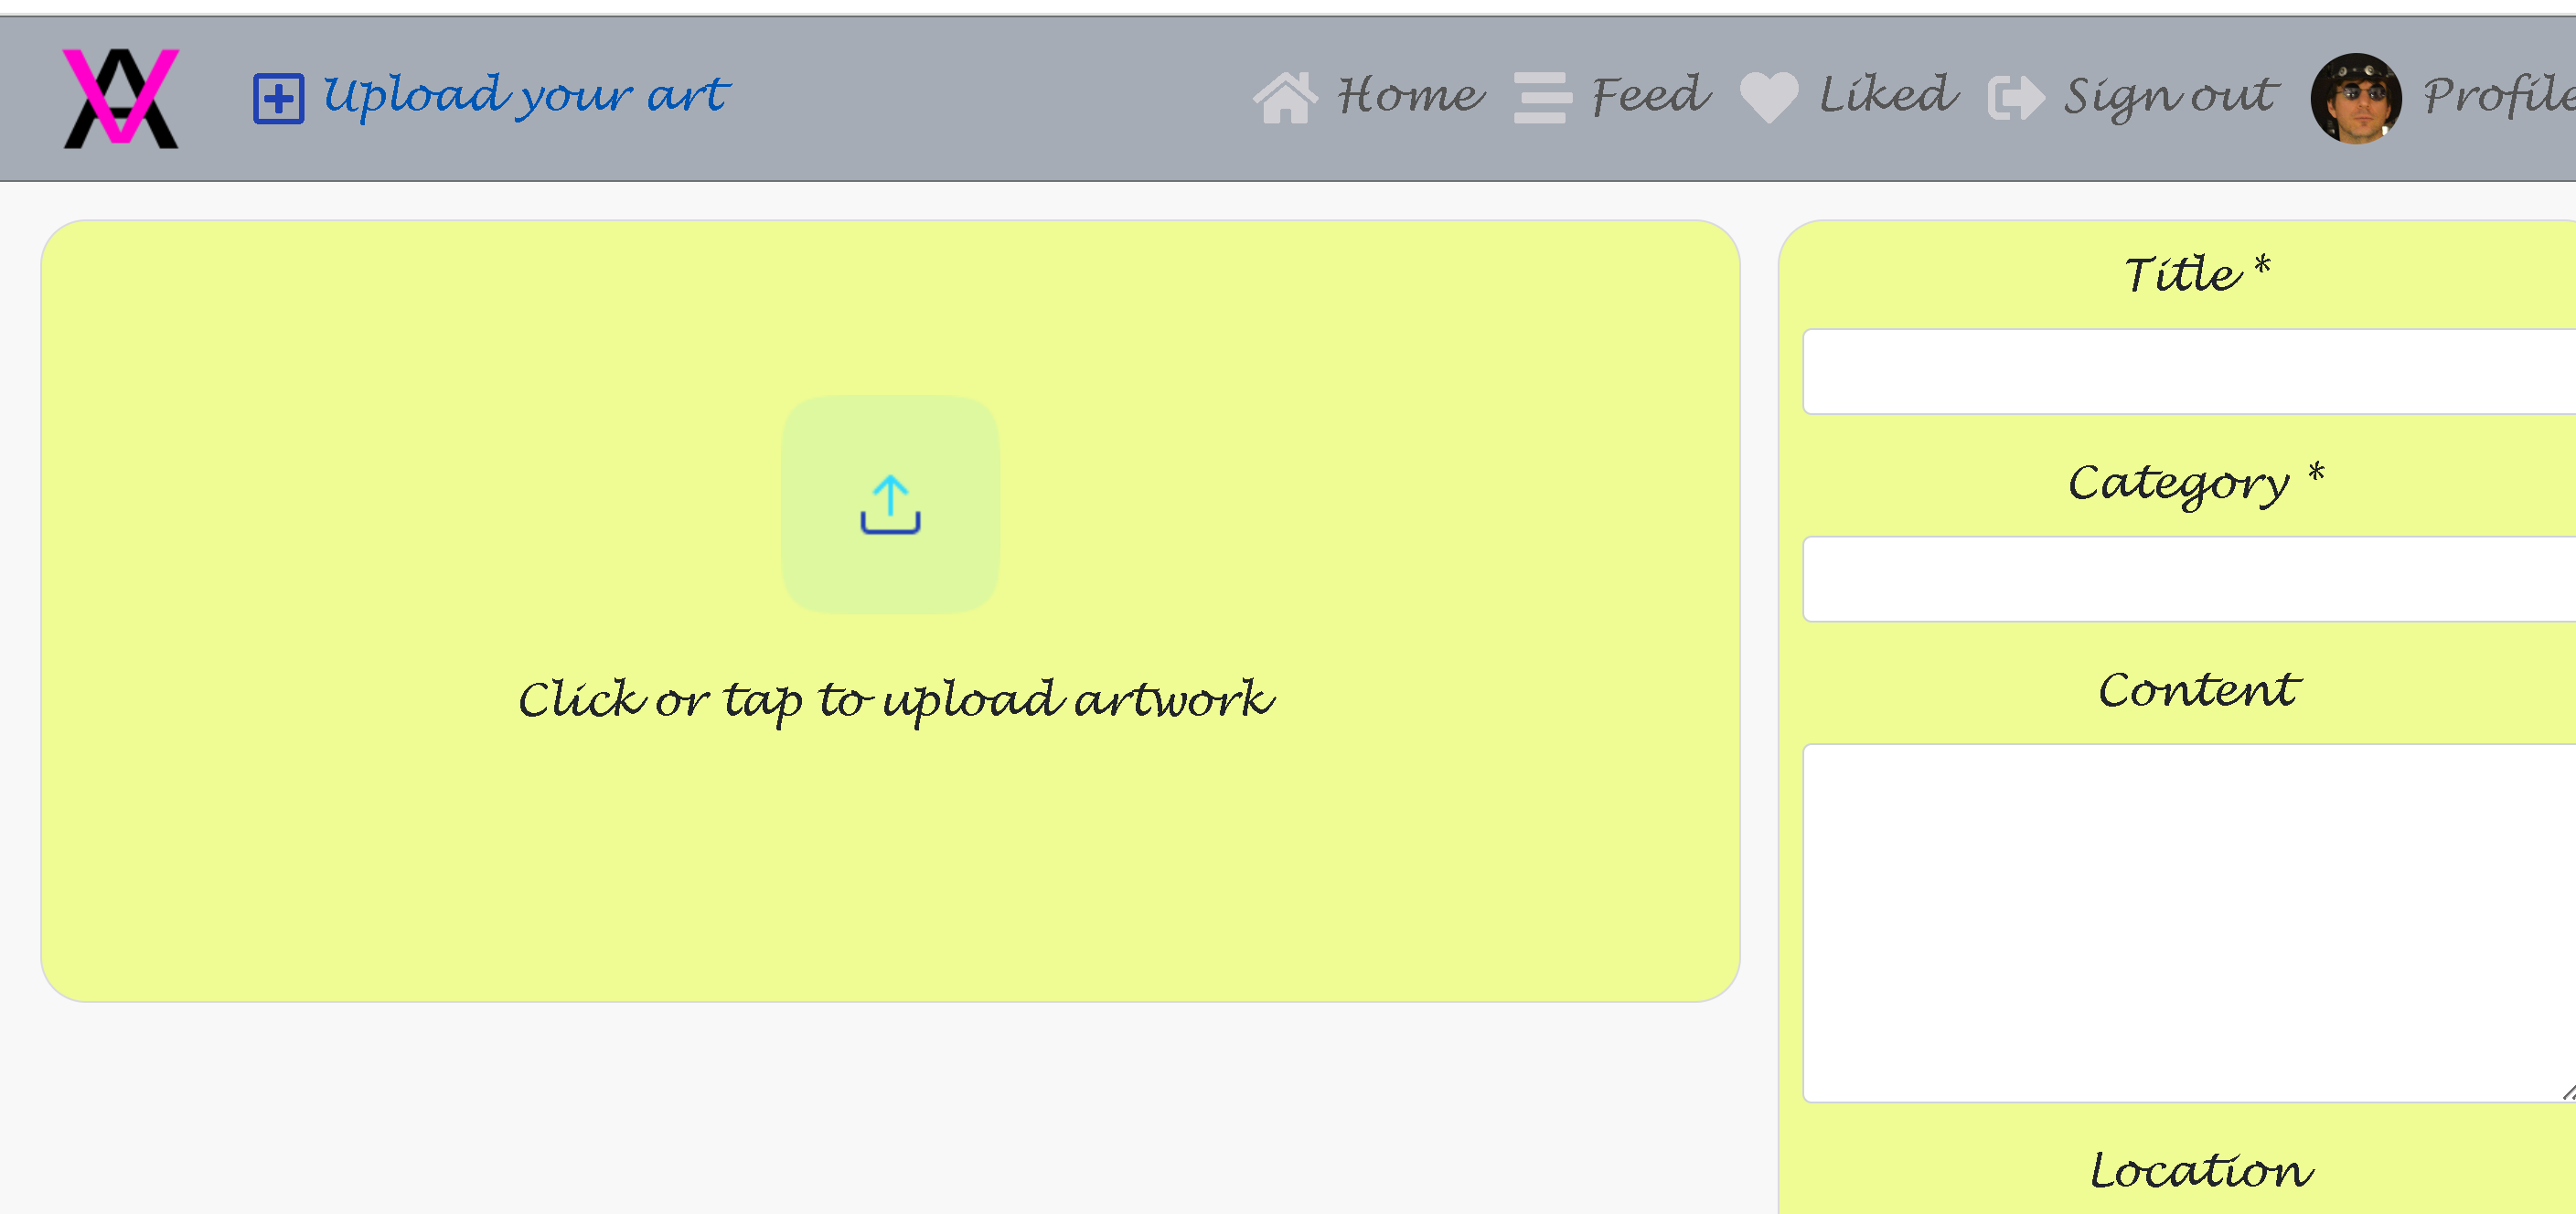 Upload your art
Home Feed Liked Sign out Profile
Click or tap to upload artwork
Title *
Category *
Content
Location